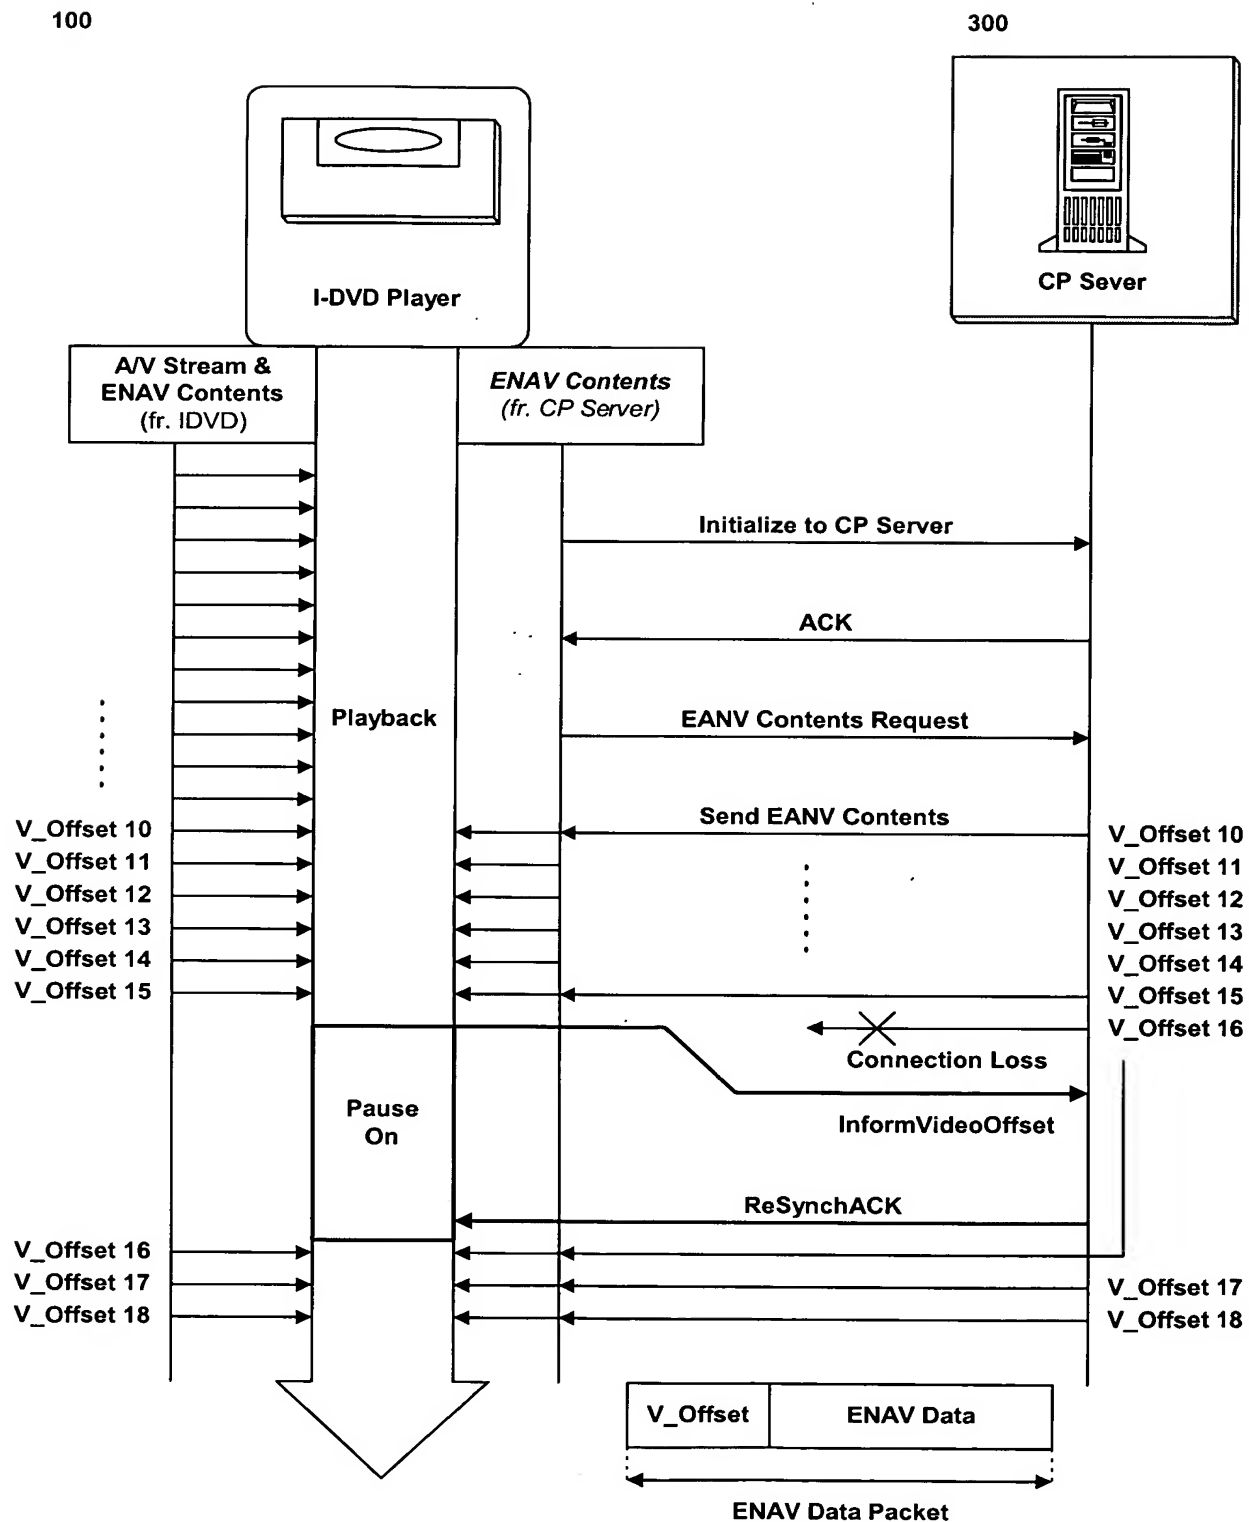 100
300
I-DVD Player
CP Sever
A/V Stream &
ENAV Contents
(fr. IDVD)
ENAV Contents
(fr. CP Server)
Initialize to CP Server
ACK
Playback
EANV Contents Request
Send EANV Contents
V_Offset 10
V_Offset 10
V_Offset 11
V_Offset 11
V_Offset 12
V_Offset 12
V_Offset 13
V_Offset 13
V_Offset 14
V_Offset 14
V_Offset 15
V_Offset 15
V_Offset 16
Connection Loss
Pause
On
InformVideoOffset
ReSynchACK
V_Offset 16
V_Offset 17
V_Offset 17
V_Offset 18
V_Offset 18
V_Offset
ENAV Data
ENAV Data Packet